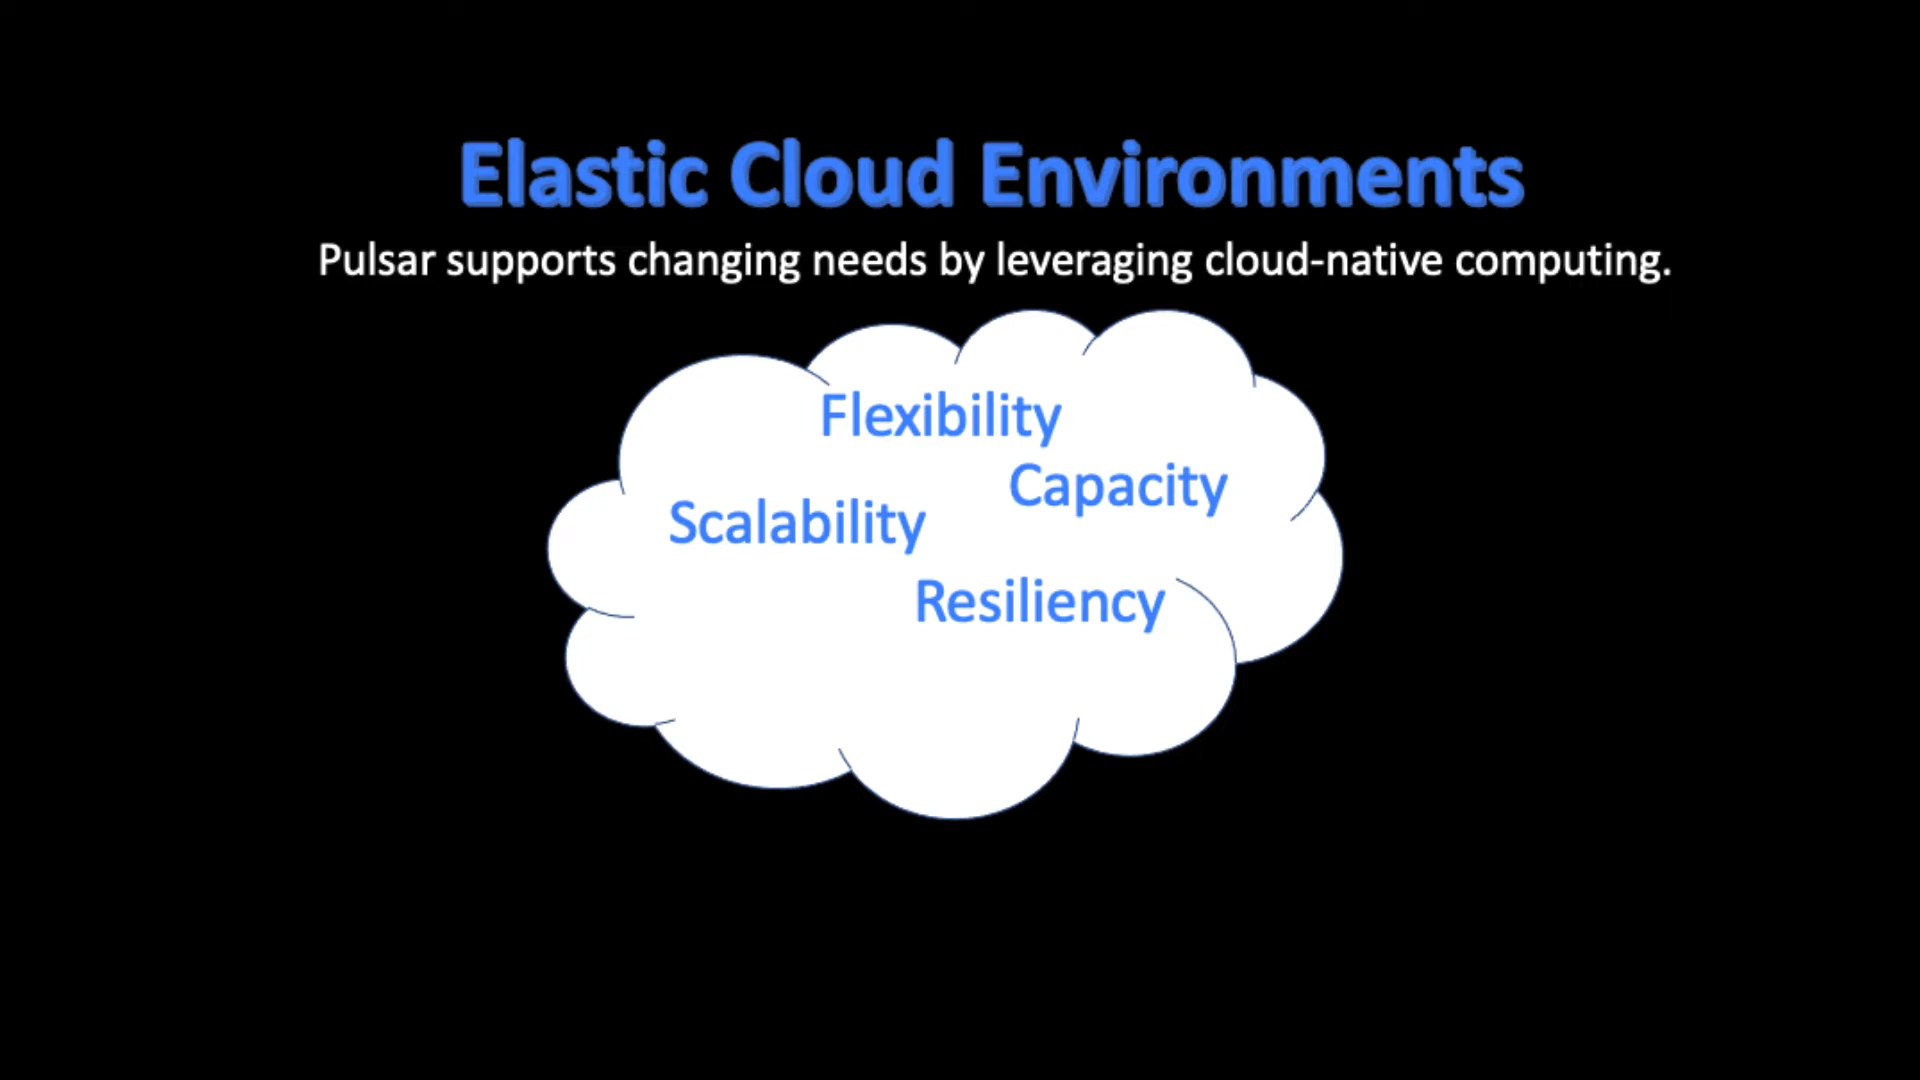 Elastic Cloud Environments
Pulsar supports changing needs by leveraging cloud-native computing.
Flexibility
Capacity
Scalability
Resiliency